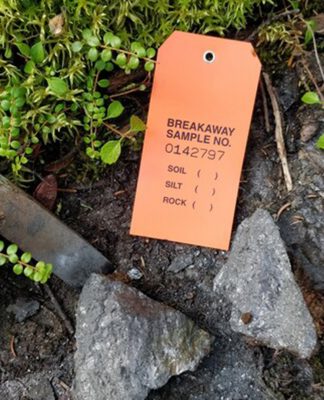 BREAKAWAY
SAMPLE NO.
0142797
SOIL ( )
SILT ( )
ROCK ( )